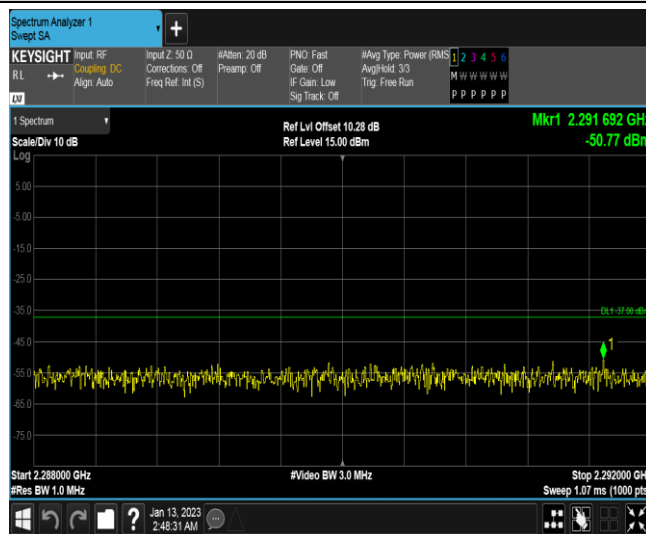 Spectrum Analyzer 1
Swept SA
+
KEYSIGHT Input: RF Input Z: 50 Ω #Atten: 20 dB PNO: Fast #Avg Type: Power (RMS 1 2 3 4 5 6
RL Coupling: DC Corrections: Off Preamp: Off Gate: Off Avg|Hold: 3/3 M W W W W W
Align: Auto Freq Ref: Int (S) IF Gain: Low Trig: Free Run
Sig Track: Off P P P P P P
LXI
1 Spectrum Ref Lvl Offset 10.28 dB Mkr1 2.291 692 GHz
Scale/Div 10 dB Ref Level 15.00 dBm -50.77 dBm
Log
5.00
-5.00
-15.0
-25.0
-35.0 DL1 -37.00 dBm
-45.0 1
-55.0
-65.0
-75.0
Start 2.288000 GHz #Video BW 3.0 MHz Stop 2.292000 GHz
#Res BW 1.0 MHz Sweep 1.07 ms (1000 pts
? Jan 13, 2023
2:48:31 AM